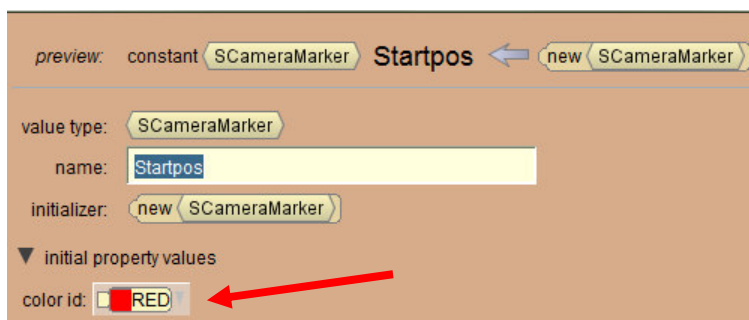 preview: constant SCameraMarker Startpos new SCameraMarker
value type: SCameraMarker
name: Startpos
initializer: new SCameraMarker
initial property values
color id: RED